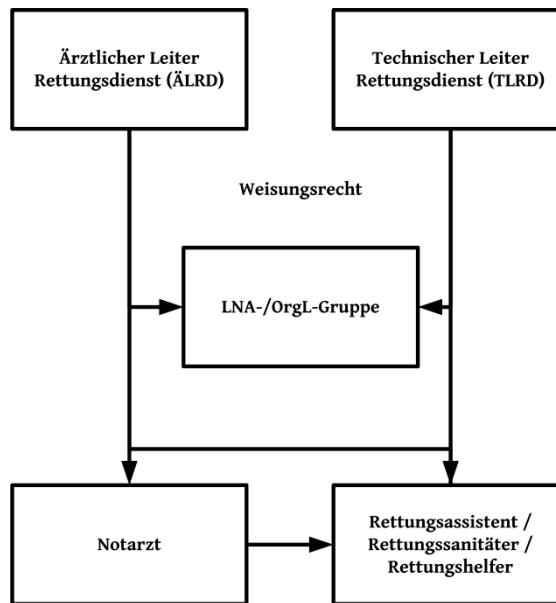 Ärztlicher Leiter
Rettungsdienst (ÄLRD)
Technischer Leiter
Rettungsdienst (TLRD)
Weisungsrecht
LNA-/OrgL-Gruppe
Notarzt
Rettungsassistent /
Rettungssanitäter /
Rettungshelfer